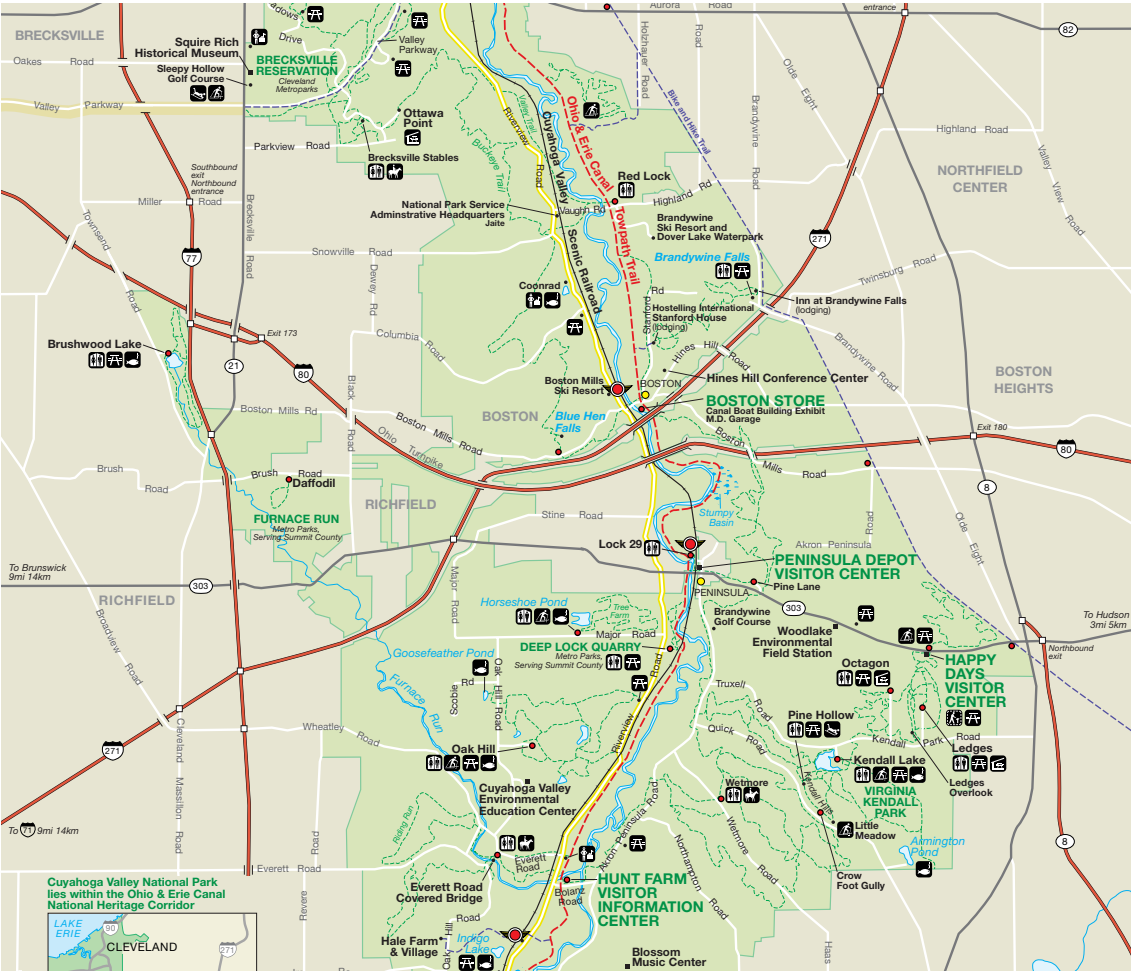 Aurora Road
entrance
82
BRECKSVILLE
Meadows
Drive
Valley
Parkway
Squire Rich
Historical Museum
Oakes Road
BRECKSVILLE
RESERVATION
Cleveland
Metroparks
Sleepy Hollow
Golf Course
Valley Parkway
Ottawa
Point
Parkview Road
Brecksville Stables
Riverview
Road
Valley Trail
Buckeye Trail
Cuyahoga Valley
Scenic Railroad
Ohio & Erie Canal
Towpath Trail
Holzhauer
Road
Road
Olde Eight
Bike and Hike Trail
Brandywine
Road
Highland Road
NORTHFIELD
CENTER
Valley View Road
Southbound
exit
Northbound
entrance
Miller Road
Brecksville
Road
Townsend
Road
77
Red Lock
Highland Rd
National Park Service
Adminstrative Headquarters
Jaite
Vaughn Rd
Brandywine
Ski Resort and
Dover Lake Waterpark
271
Snowville Road
Dewey Rd
Brandywine Falls
Twinsburg Road
Coonrad
Stanford
Rd
Hostelling International
Stanford House
(lodging)
Inn at Brandywine Falls
(lodging)
Brushwood Lake
Exit 173
Columbia Road
21
80
Hines Hill Road
Brandywine Road
Hines Hill Conference Center
BOSTON
HEIGHTS
Black
Road
Boston Mills
Ski Resort
BOSTON
BOSTON STORE
Canal Boat Building Exhibit
M.D. Garage
Boston Mills Rd
Boston Mills Road
BOSTON
Blue Hen
Falls
Ohio Turnpike
Boston Mills Road
Exit 180
80
8
Brush Road
Brush Road
Daffodil
RICHFIELD
FURNACE RUN
Metro Parks,
Serving Summit County
Stine Road
Stumpy
Basin
Lock 29
Akron Peninsula
Road
Olde Eight
To Brunswick
9mi 14km
303
RICHFIELD
Broadview Road
Major Road
PENINSULA DEPOT
VISITOR CENTER
Pine Lane
PENINSULA
303
Horseshoe Pond
Tree
Farm
Major Road
Brandywine
Golf Course
Woodlake
Environmental
Field Station
To Hudson
3mi 5km
Northbound
exit
DEEP LOCK QUARRY
Metro Parks,
Serving Summit County
Goosefeather Pond
Furnace Run
Scobie Rd
Oak Hill Road
Octagon
HAPPY
DAYS
VISITOR
CENTER
Truxell Road
Pine Hollow
Quick Road
Kendall Park Road
Ledges
Ledges
Overlook
Riverview
Road
Wheatley Road
271
Cleveland Massillon Road
Oak Hill
Kendall Lake
VIRGINIA
KENDALL
PARK
Kendall Hills
Little
Meadow
Cuyahoga Valley
Environmental
Education Center
Wetmore
Wetmore Road
Akron Peninsula Road
Northampton Road
Armington
Pond
Crow
Foot Gully
8
To 71 9mi 14km
Riding Run
Road
Everett Road
Everett
Road
Everett Road
Covered Bridge
Bolanz
Road
HUNT FARM
VISITOR
INFORMATION
CENTER
Cuyahoga Valley National Park
lies within the Ohio & Erie Canal
National Heritage Corridor
Revere
LAKE
ERIE
90
CLEVELAND
271
Oak Hill
Road
Hale Farm
& Village
Indigo
Lake
Blossom
Music Center
Haas